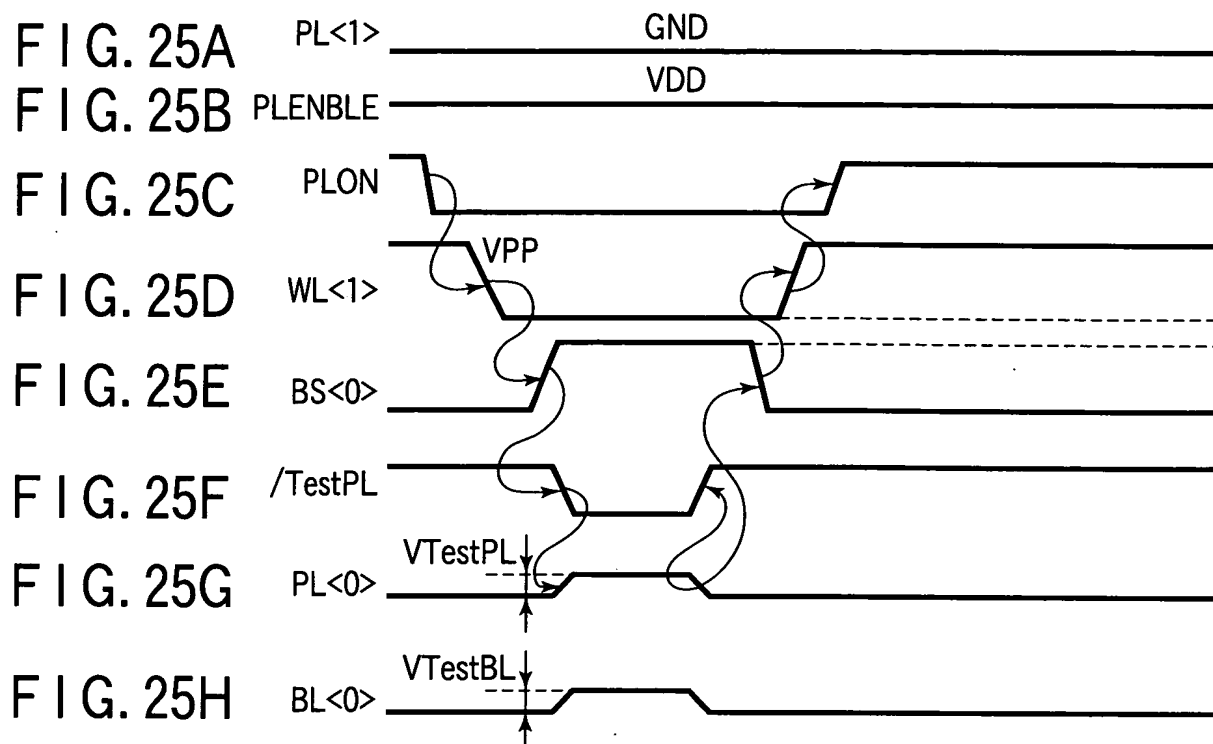 FIG. 25A PL<1> GND
FIG. 25B PLENBLE VDD
FIG. 25C PLON
FIG. 25D WL<1> VPP
FIG. 25E BS<0>
FIG. 25F /TestPL
VTestPL
FIG. 25G PL<0>
VTestBL
FIG. 25H BL<0>